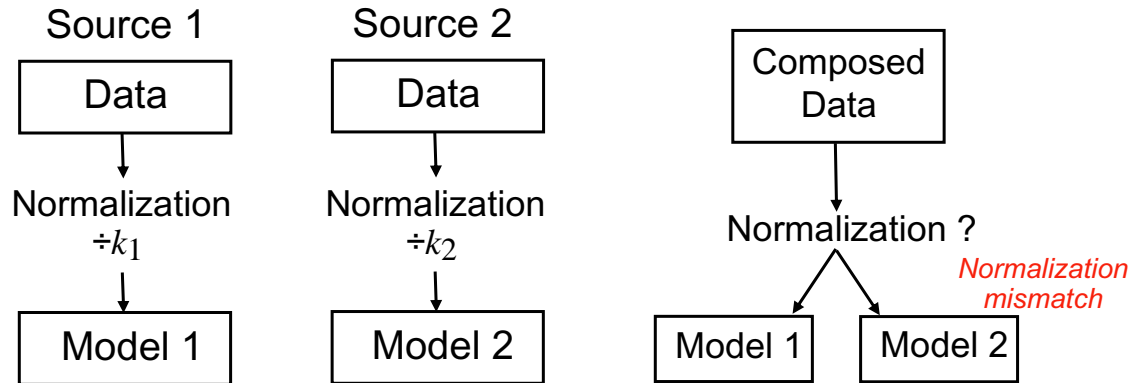 Source 1
Data
Normalization
÷k₁
Model 1
Source 2
Data
Normalization
÷k₂
Model 2
Composed
Data
Normalization ?
Normalization
mismatch
Model 1
Model 2